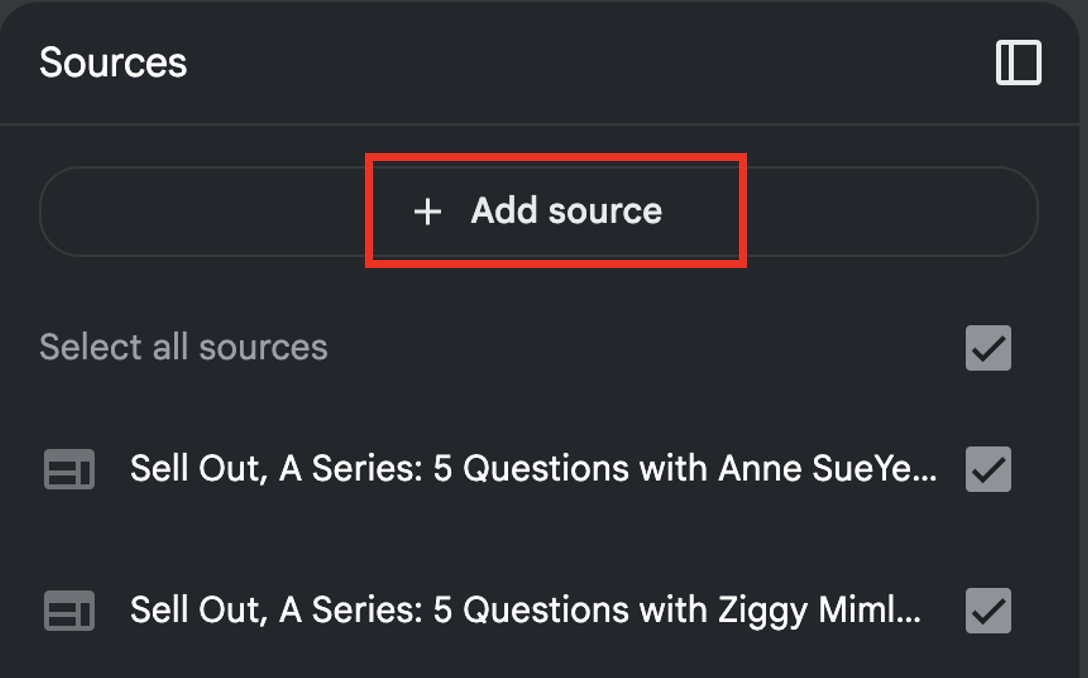 Sources
+ Add source
Select all sources
Sell Out, A Series: 5 Questions with Anne SueYe...
Sell Out, A Series: 5 Questions with Ziggy Miml...